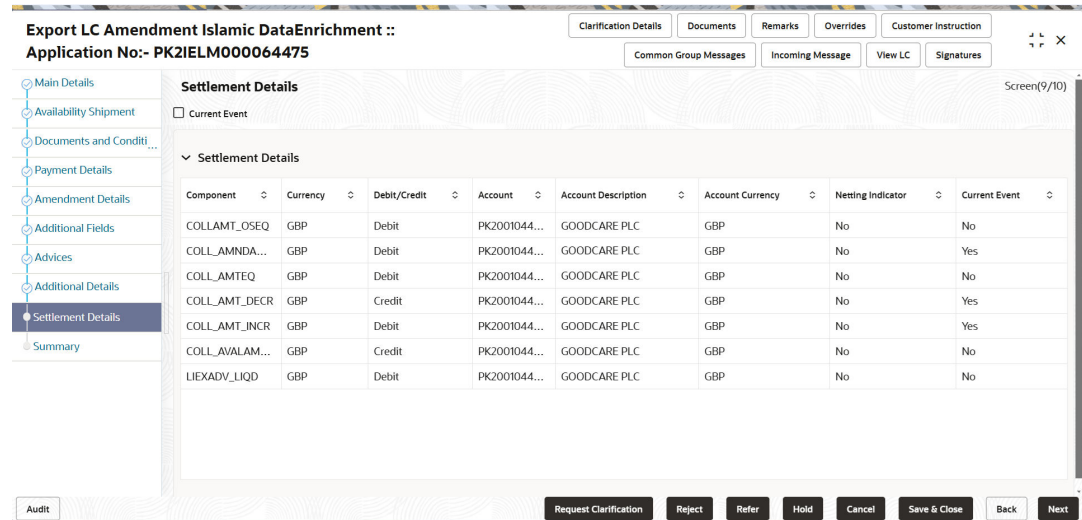 Export LC Amendment Islamic DataEnrichment ::
Application No:- PK2IELM000064475
Clarification Details Documents Remarks Overrides Customer Instruction
Common Group Messages Incoming Message View LC Signatures
Main Details
Availability Shipment
Documents and Conditi...
Payment Details
Amendment Details
Additional Fields
Advices
Additional Details
Settlement Details
Summary
Settlement Details Screen(9/10)
Current Event
Settlement Details
Component Currency Debit/Credit Account Account Description Account Currency Netting Indicator Current Event
COLLAMT_OSEQ GBP Debit PK2001044... GOODCARE PLC GBP No No
COLL_AMNDA... GBP Debit PK2001044... GOODCARE PLC GBP No Yes
COLL_AMTEQ GBP Debit PK2001044... GOODCARE PLC GBP No No
COLL_AMT_DECR GBP Credit PK2001044... GOODCARE PLC GBP No Yes
COLL_AMT_INCR GBP Debit PK2001044... GOODCARE PLC GBP No Yes
COLL_AVALAM... GBP Credit PK2001044... GOODCARE PLC GBP No No
LIEXADV_LIQD GBP Debit PK2001044... GOODCARE PLC GBP No No
Audit Request Clarification Reject Refer Hold Cancel Save & Close Back Next